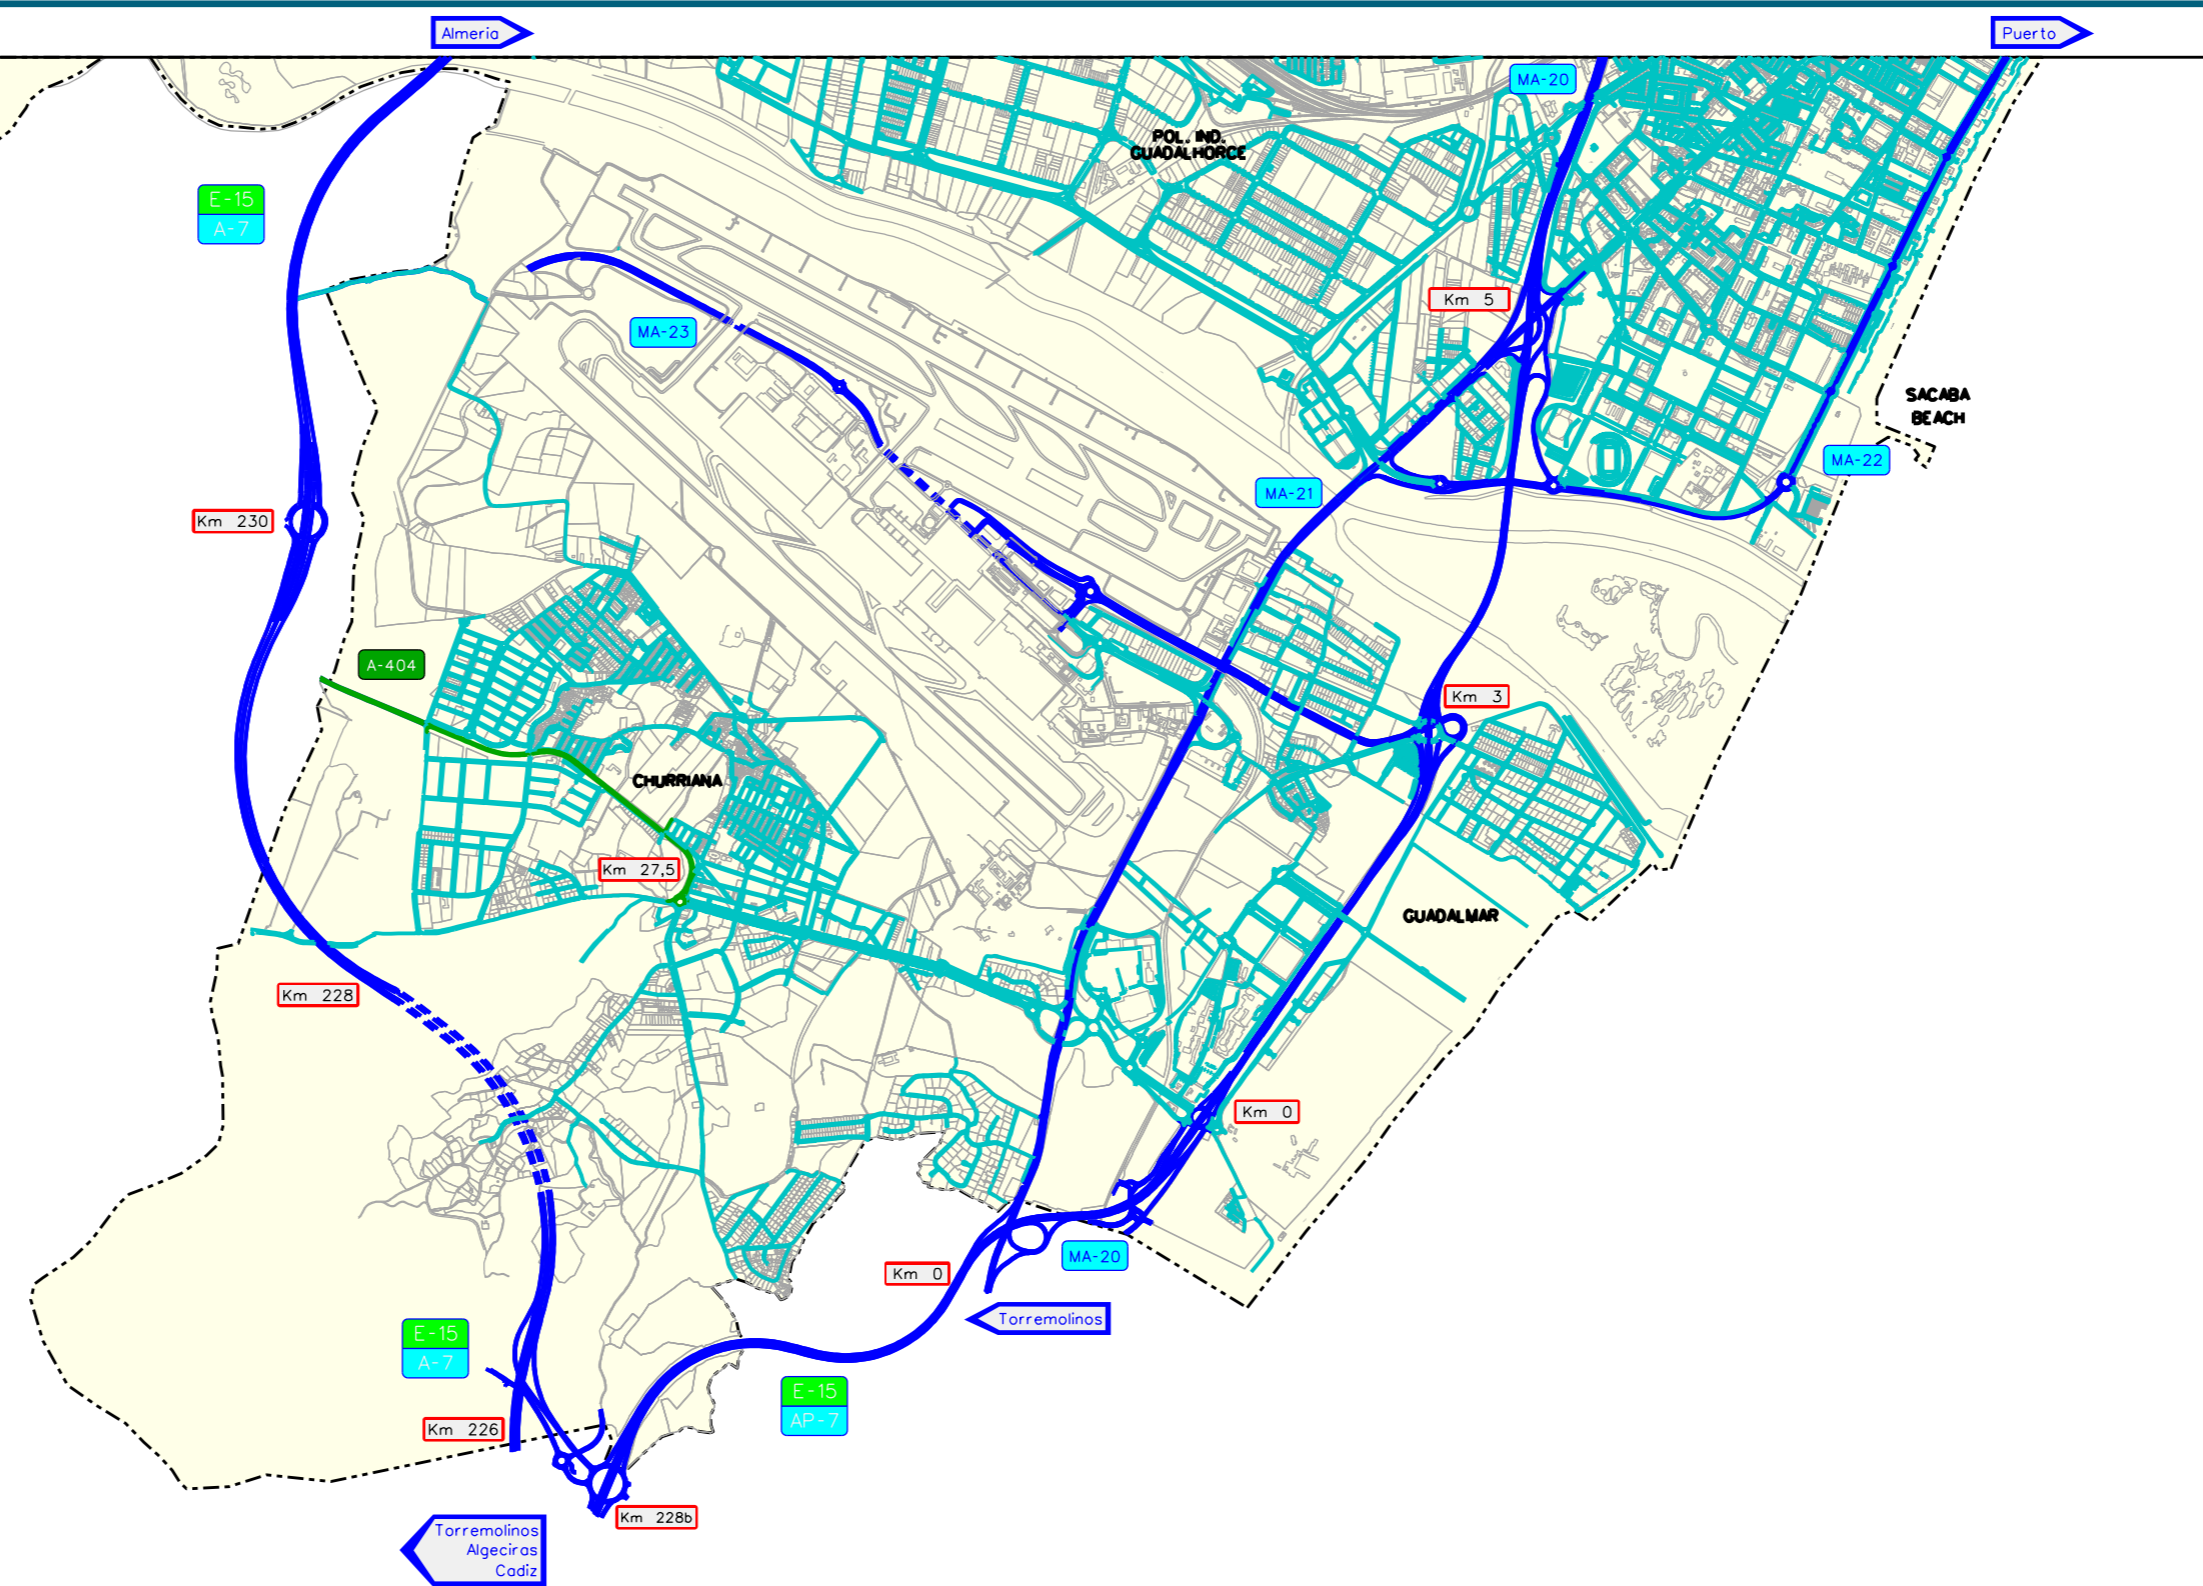 Almeria
Puerto
MA-20
POL. IND.
GUADALHORCE
E-15
A-7
Km 5
MA-23
SACABA
BEACH
MA-22
MA-21
Km 230
A-404
Km 3
CHURRIANA
Km 27,5
GUADALMAR
Km 228
Km 0
MA-20
Km 0
Torremolinos
E-15
A-7
E-15
AP-7
Km 226
Km 228b
Torremolinos
Algeciras
Cadiz